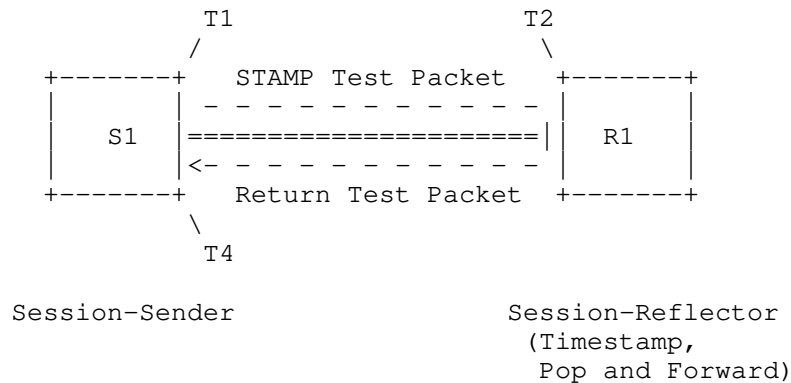 T1 T2
STAMP Test Packet
S1 R1
Return Test Packet
T4
Session-Sender Session-Reflector
(Timestamp,
Pop and Forward)